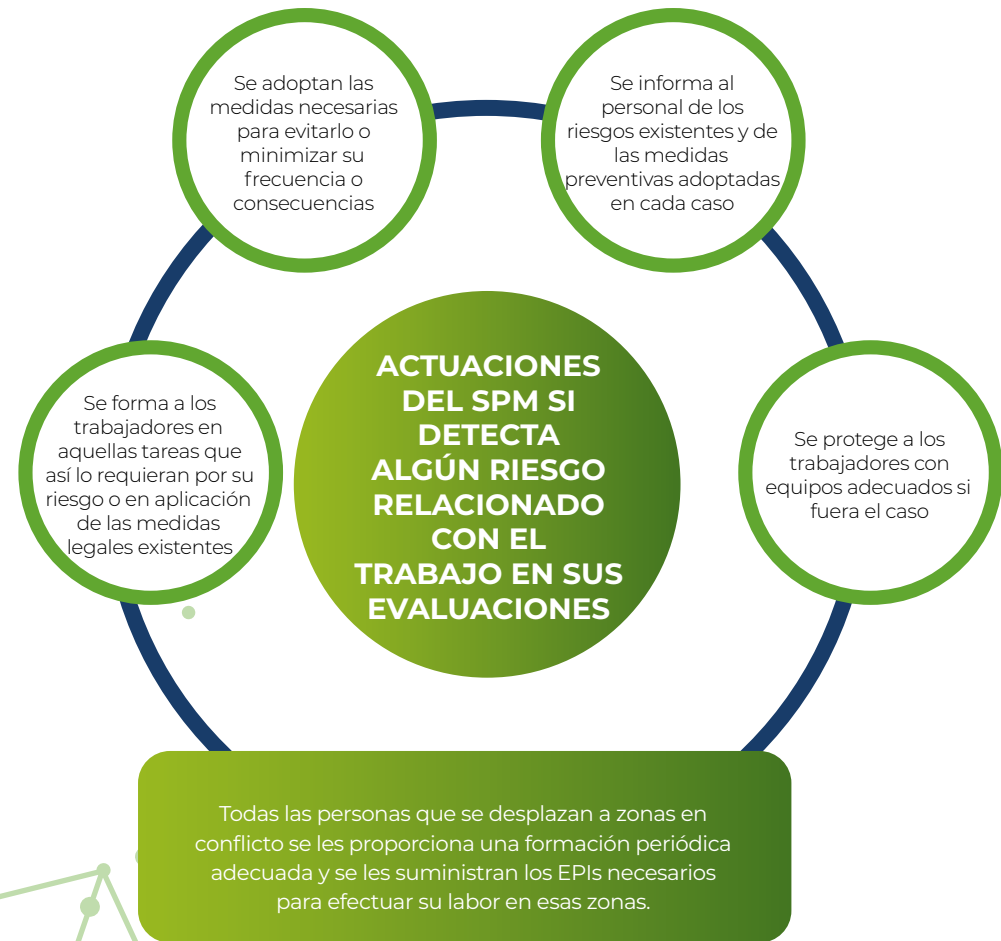 Se adoptan las
medidas necesarias
para evitarlo o
minimizar su
frecuencia o
consecuencias
Se informa al
personal de los
riesgos existentes y de
las medidas
preventivas adoptadas
en cada caso
Se forma a los
trabajadores en
aquellas tareas que
así lo requieran por su
riesgo o en aplicación
de las medidas
legales existentes
ACTUACIONES
DEL SPM SI
DETECTA
ALGÚN RIESGO
RELACIONADO
CON EL
TRABAJO EN SUS
EVALUACIONES
Se protege a los
trabajadores con
equipos adecuados si
fuera el caso
Todas las personas que se desplazan a zonas en
conflicto se les proporciona una formación periódica
adecuada y se les suministran los EPIs necesarios
para efectuar su labor en esas zonas.